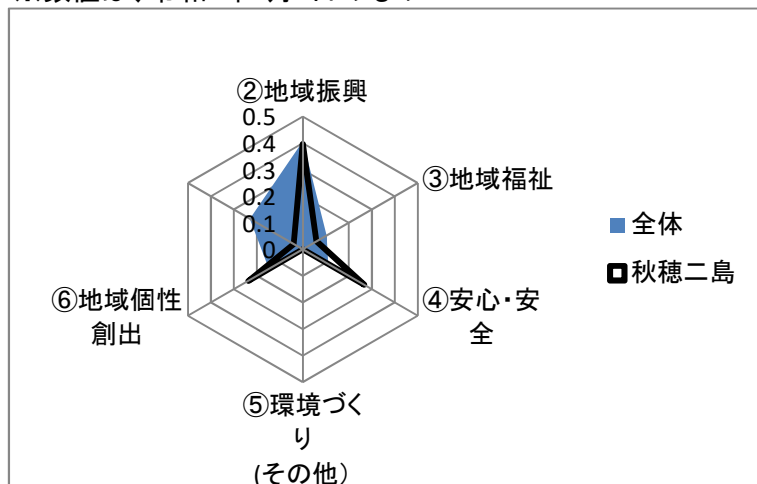 ②地域振興
0.5
0.4
0.3
0.2
0.1
0
③地域福祉
④安心・安
全
⑤環境づく
り
(その他）
⑥地域個性
創出
全体
秋穂二島